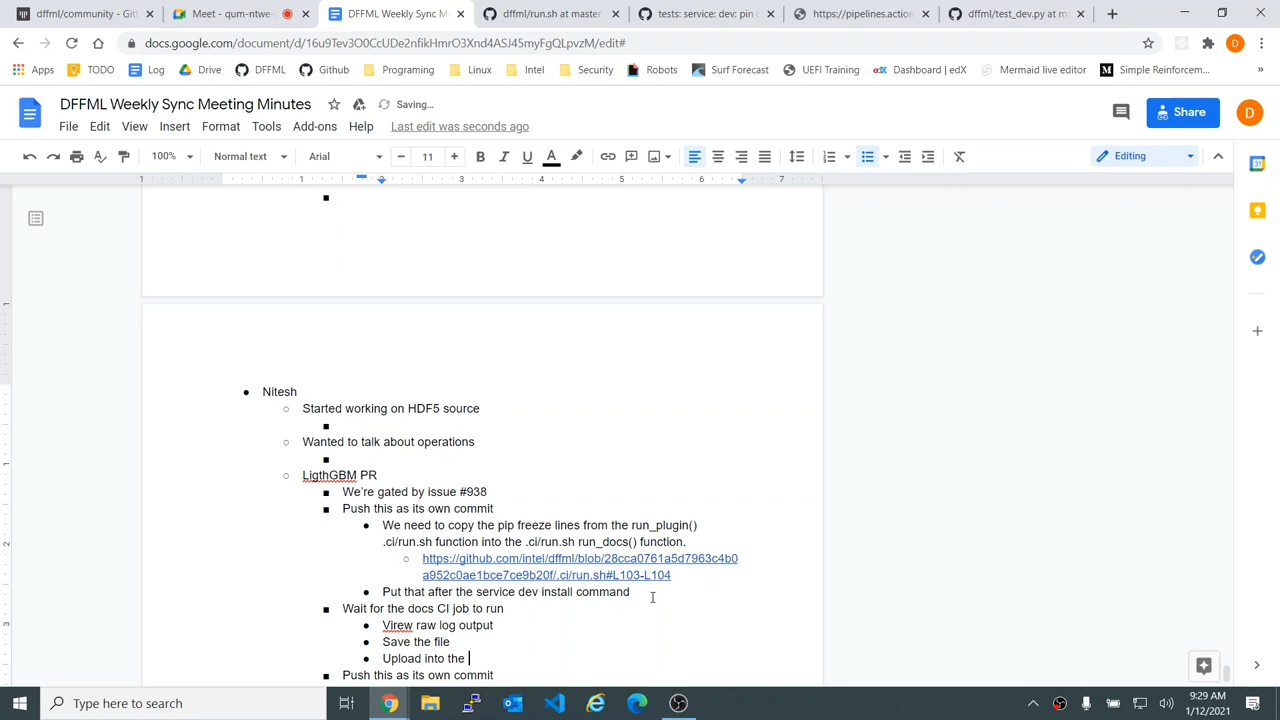 dffml/community - Git
Meet - qum-ntwe-
DFFML Weekly Sync M
dffml/run.sh at master
tests: service: dev: pin
https://pipelines.action
dffml/test_dev.py at ma
docs.google.com/document/d/16u9Tev3O0CcUDe2nfikHmrO3Xnd4ASJ45myFgQLpvzM/edit#
D
Apps TODO Log Drive DFFML Github Programing Linux Intel Security Robots Surf Forecast UEFI Training Dashboard | edX Mermaid live editor Simple Reinforcem... »
DFFML Weekly Sync Meeting Minutes Saving...
Share D
File Edit View Insert Format Tools Add-ons Help Last edit was seconds ago
100% Normal text Arial 11 B I U A Editing
1 2 3 4 5 6 7
Nitesh
Started working on HDF5 source
Wanted to talk about operations
LigthGBM PR
We're gated by issue #938
Push this as its own commit
We need to copy the pip freeze lines from the run_plugin()
.ci/run.sh function into the .ci/run.sh run_docs() function.
https://github.com/intel/dffml/blob/28cca0761a5d7963c4b0
a952c0ae1bce7ce9b20f/.ci/run.sh#L103-L104
Put that after the service dev install command
Wait for the docs CI job to run
Virew raw log output
Save the file
Upload into the
Push this as its own commit
Type here to search
9:29 AM
1/12/2021